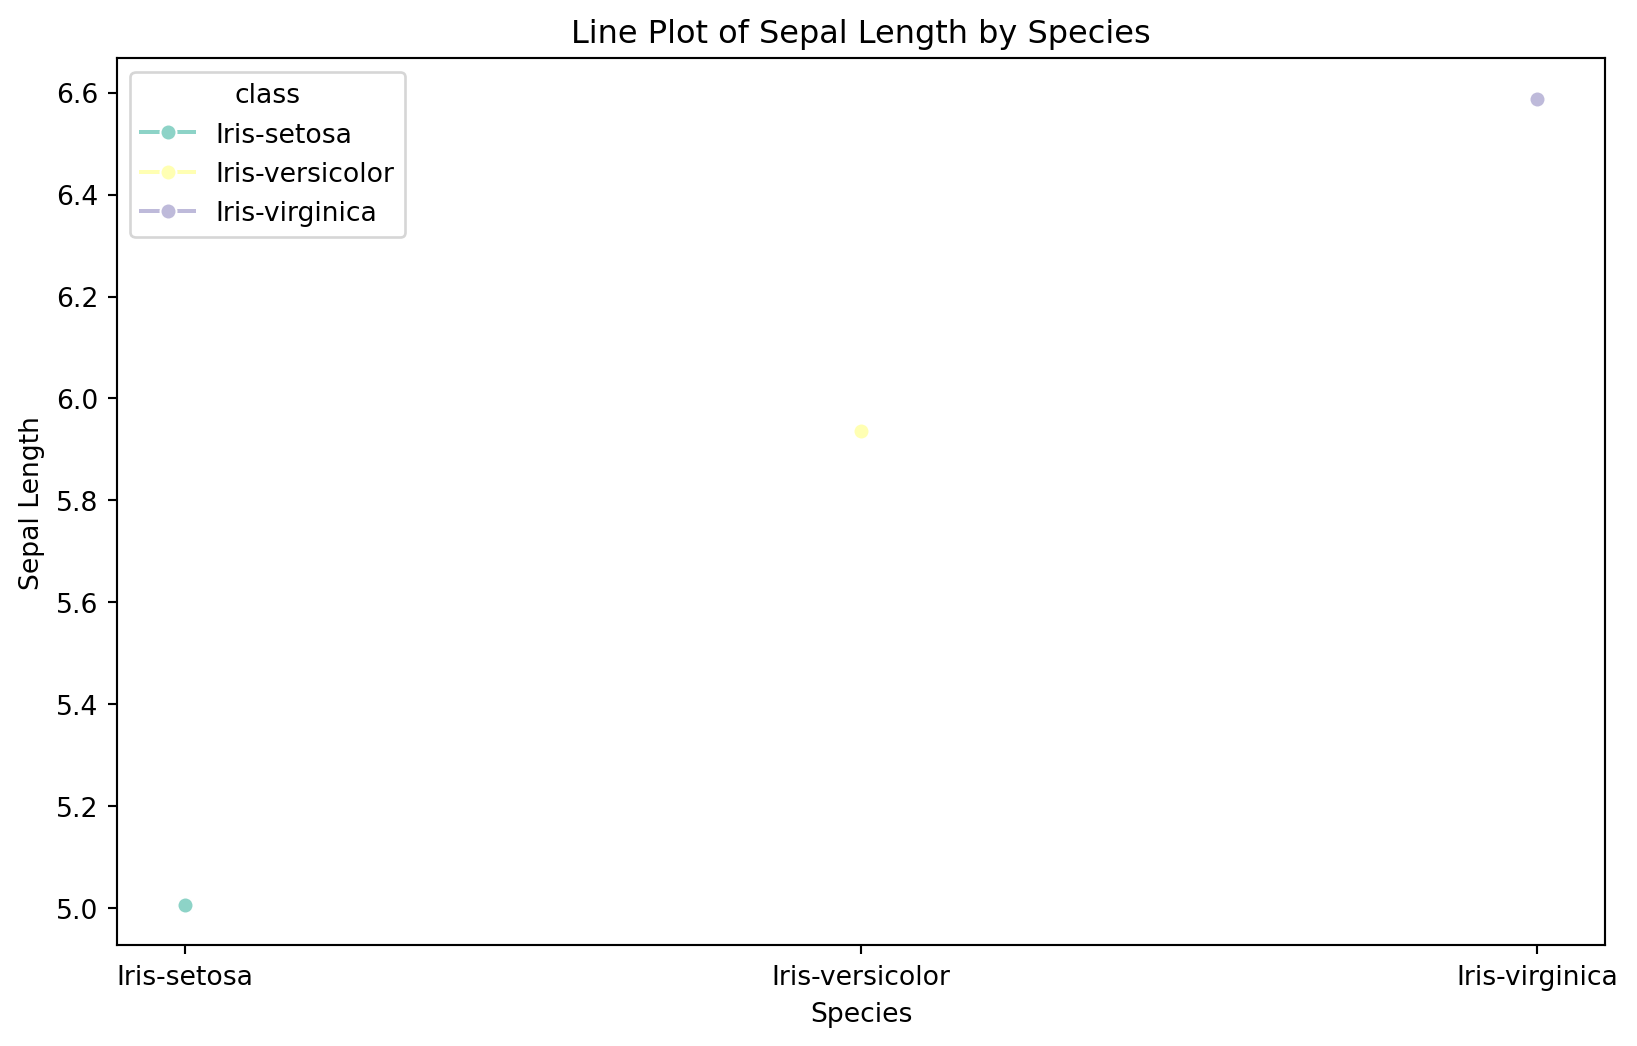 Line Plot of Sepal Length by Species
class
Iris-setosa
Iris-versicolor
Iris-virginica
Sepal Length
6.6
6.4
6.2
6.0
5.8
5.6
5.4
5.2
5.0
Iris-setosa Iris-versicolor Iris-virginica
Species